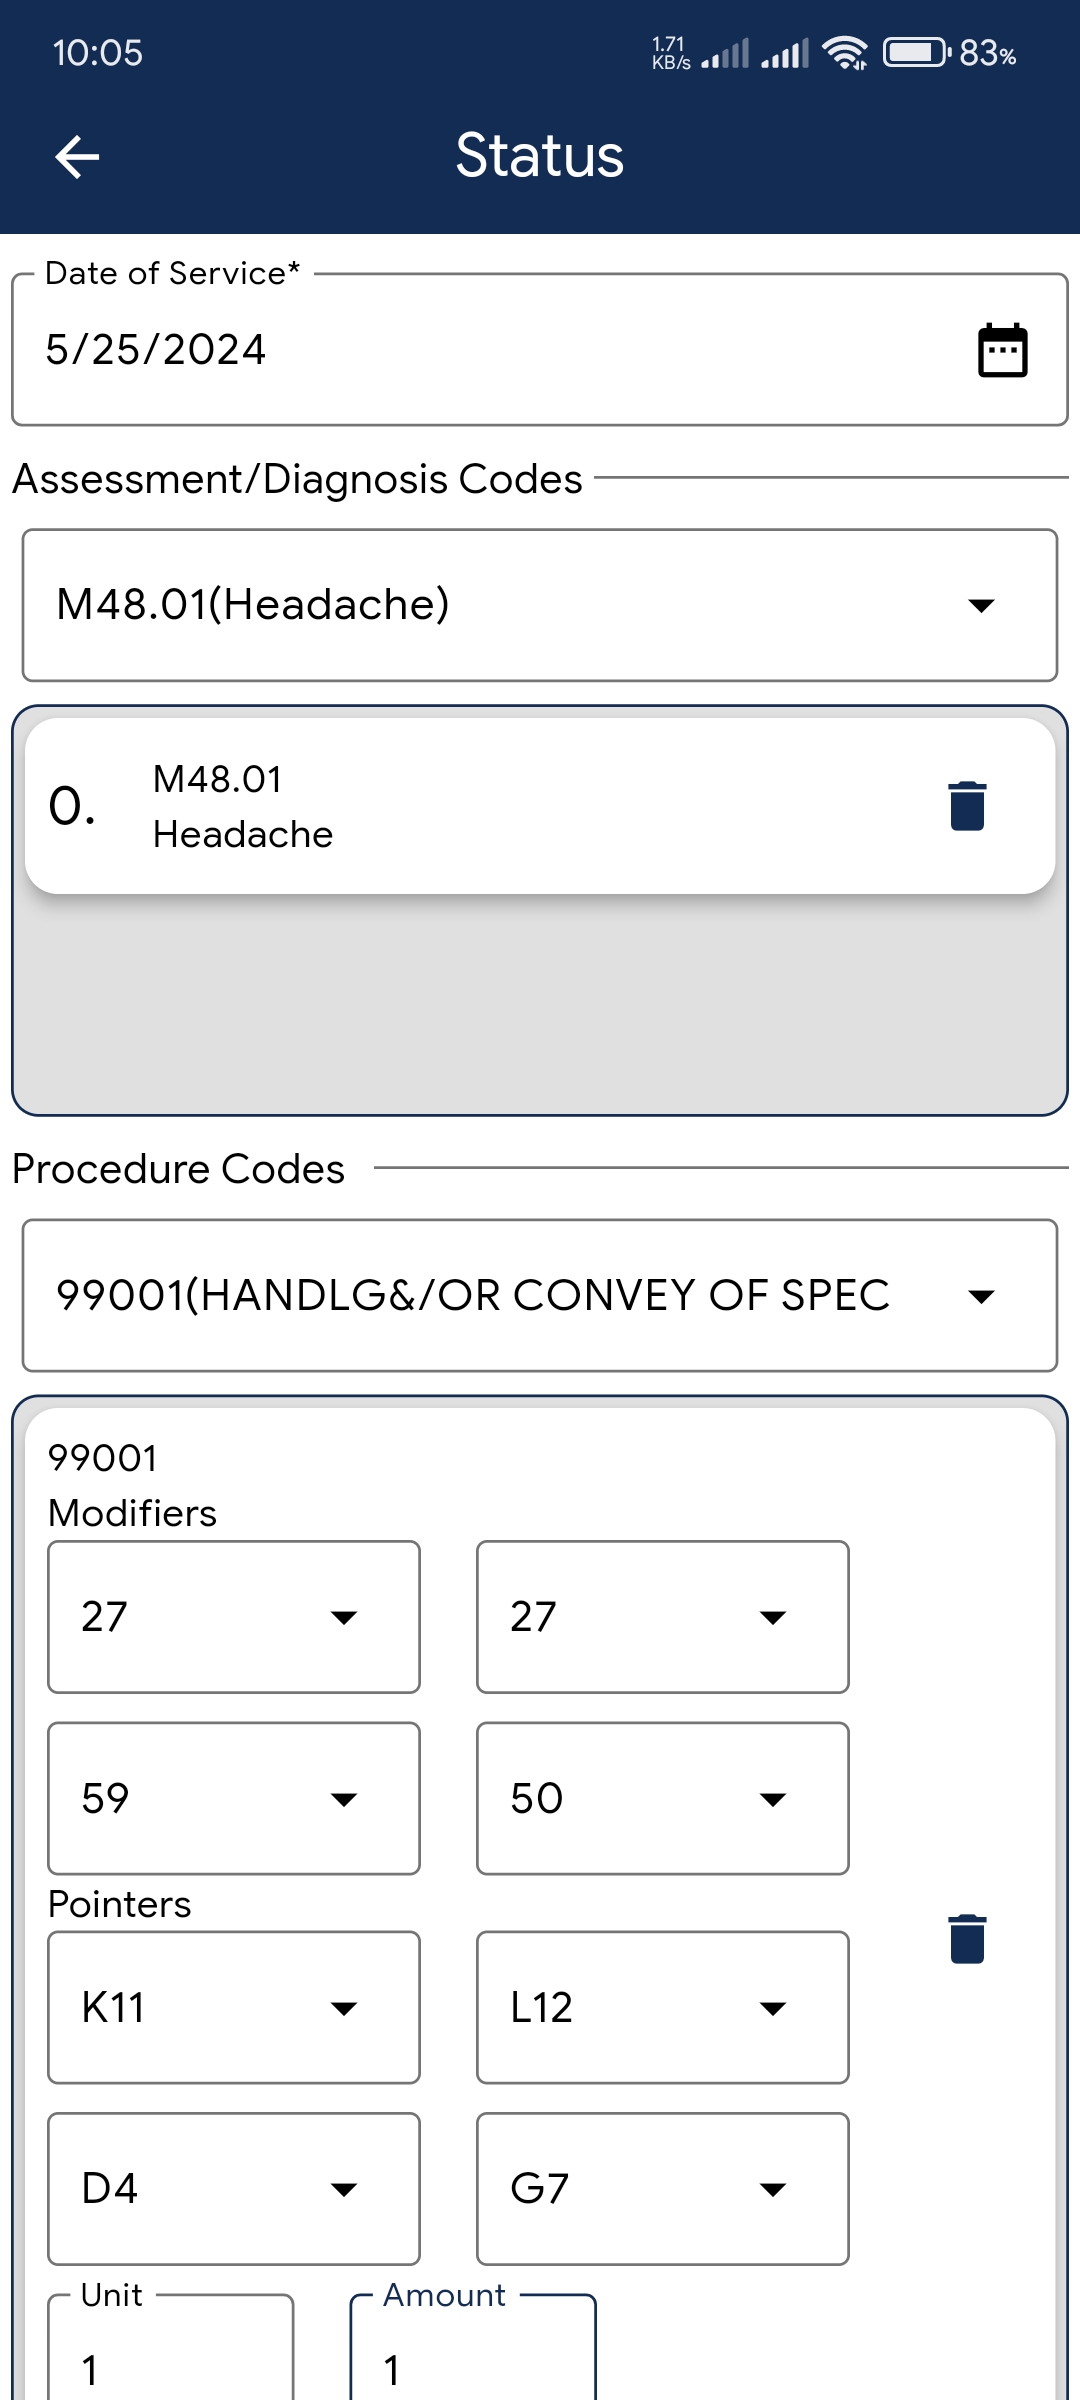 10:05
1.71
KB/s
83%
Status
Date of Service*
5/25/2024
Assessment/Diagnosis Codes
M48.01(Headache)
0.
M48.01
Headache
Procedure Codes
99001(HANDLG&/OR CONVEY OF SPEC
99001
Modifiers
27 27
59 50
Pointers
K11 L12
D4 G7
Unit Amount
1 1